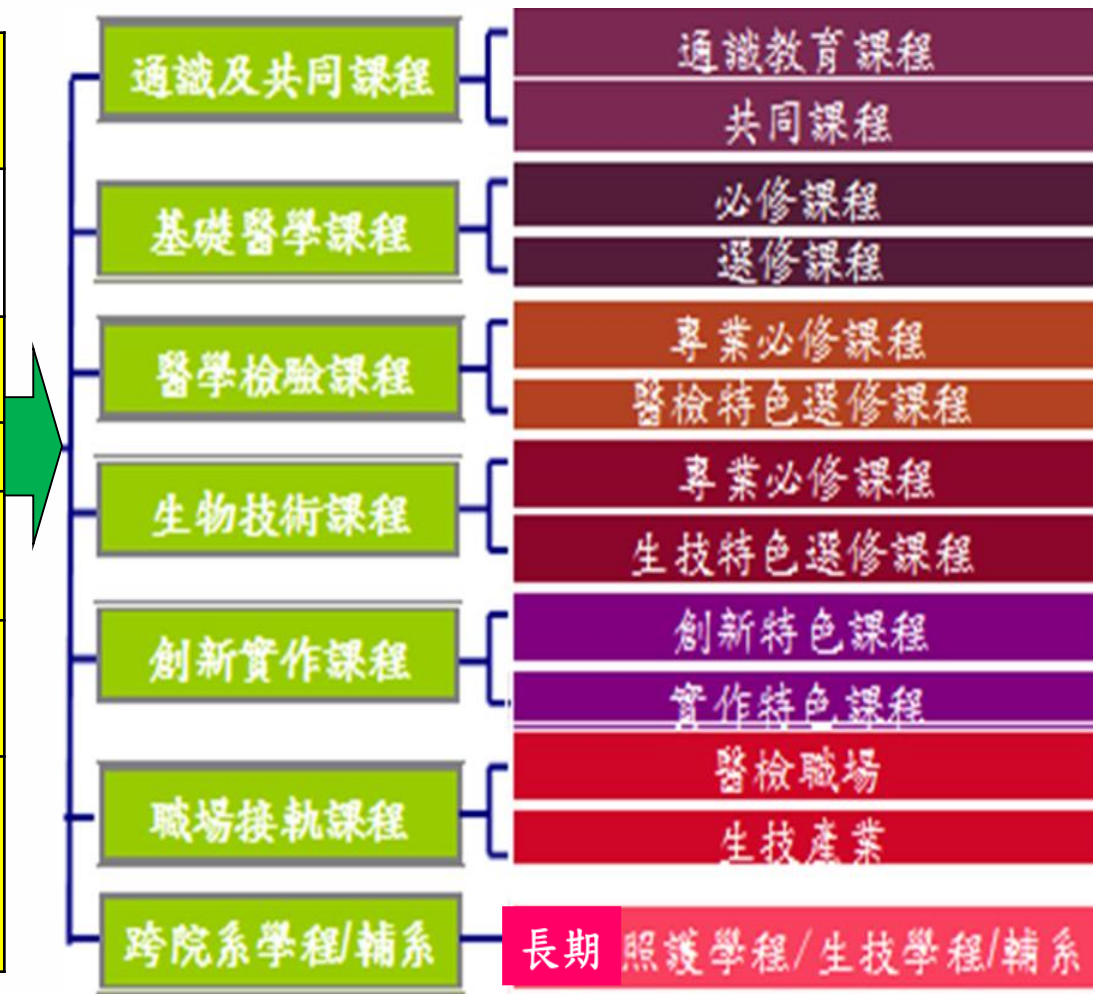 通識及共同課程
通識教育課程
共同課程
基礎醫學課程
必修課程
選修課程
醫學檢驗課程
專業必修課程
醫檢特色選修課程
生物技術課程
專業必修課程
生技特色選修課程
創新實作課程
創新特色課程
實作特色課程
職場接軌課程
醫檢職場
生技產業
跨院系學程/輔系
長期照護學程/生技學程/輔系